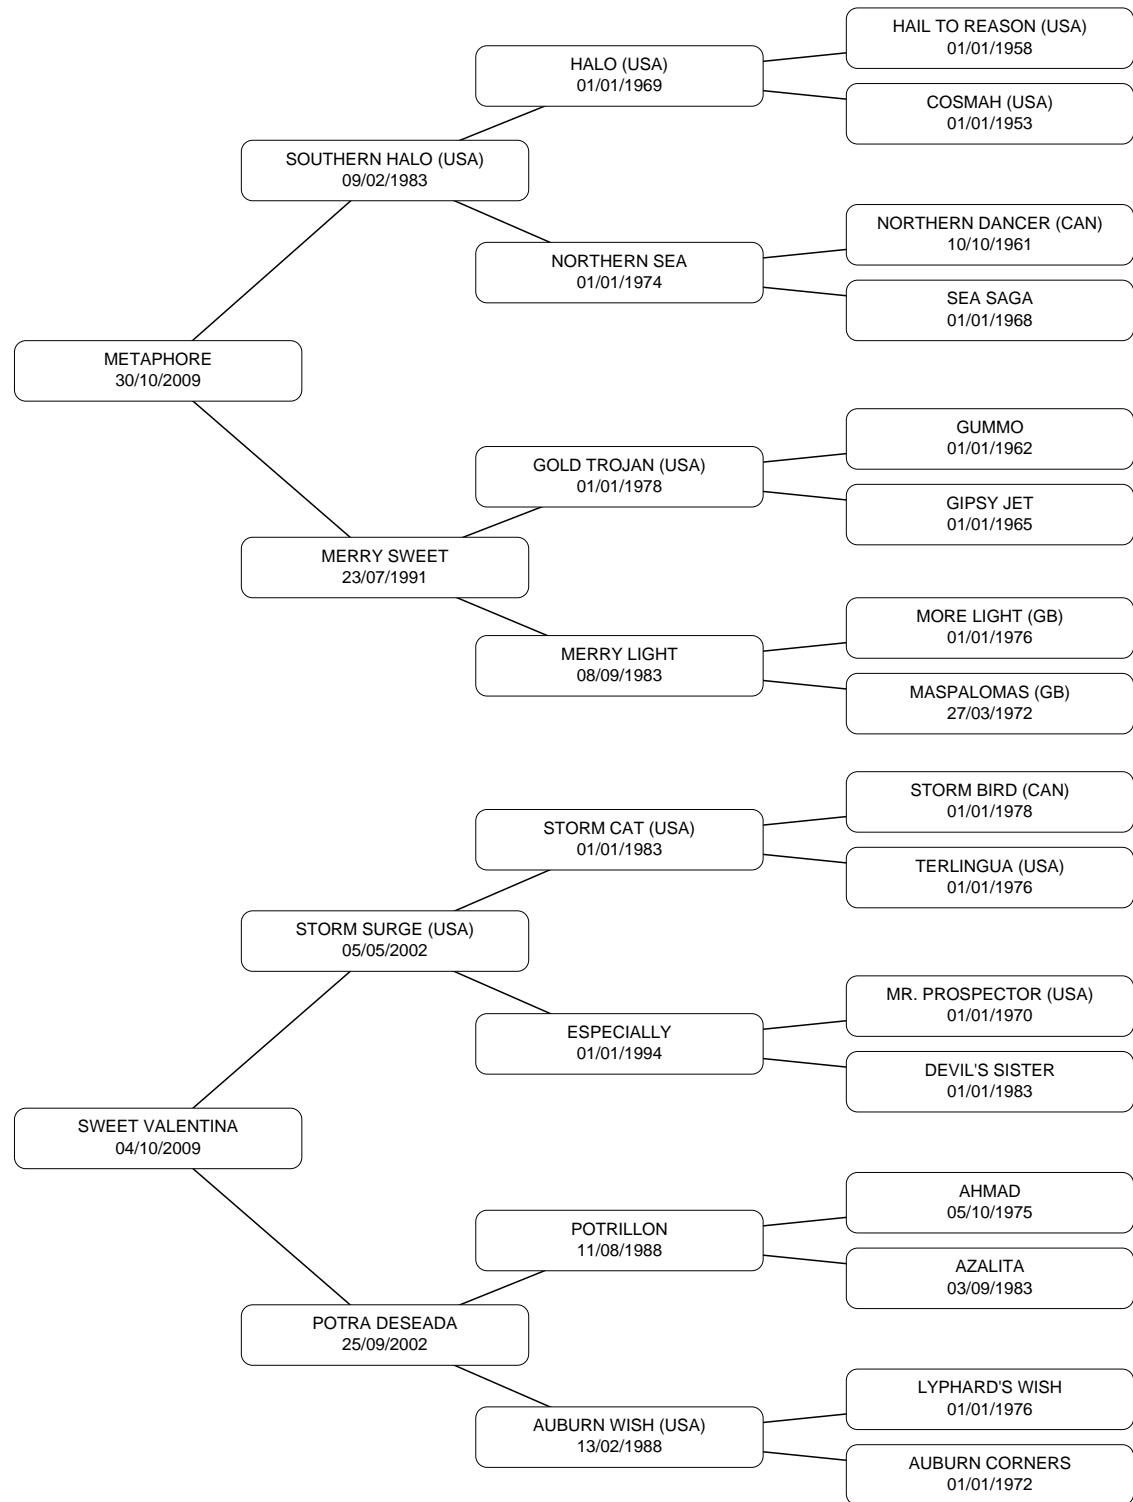 HAIL TO REASON (USA)
01/01/1958
HALO (USA)
01/01/1969
COSMAH (USA)
01/01/1953
SOUTHERN HALO (USA)
09/02/1983
NORTHERN DANCER (CAN)
10/10/1961
NORTHERN SEA
01/01/1974
SEA SAGA
01/01/1968
METAPHORE
30/10/2009
GUMMO
01/01/1962
GOLD TROJAN (USA)
01/01/1978
GIPSY JET
01/01/1965
MERRY SWEET
23/07/1991
MORE LIGHT (GB)
01/01/1976
MERRY LIGHT
08/09/1983
MASPALOMAS (GB)
27/03/1972
STORM BIRD (CAN)
01/01/1978
STORM CAT (USA)
01/01/1983
TERLINGUA (USA)
01/01/1976
STORM SURGE (USA)
05/05/2002
MR. PROSPECTOR (USA)
01/01/1970
ESPECIALLY
01/01/1994
DEVIL'S SISTER
01/01/1983
SWEET VALENTINA
04/10/2009
AHMAD
05/10/1975
POTRILLON
11/08/1988
AZALITA
03/09/1983
POTRA DESEADA
25/09/2002
LYPHARD'S WISH
01/01/1976
AUBURN WISH (USA)
13/02/1988
AUBURN CORNERS
01/01/1972